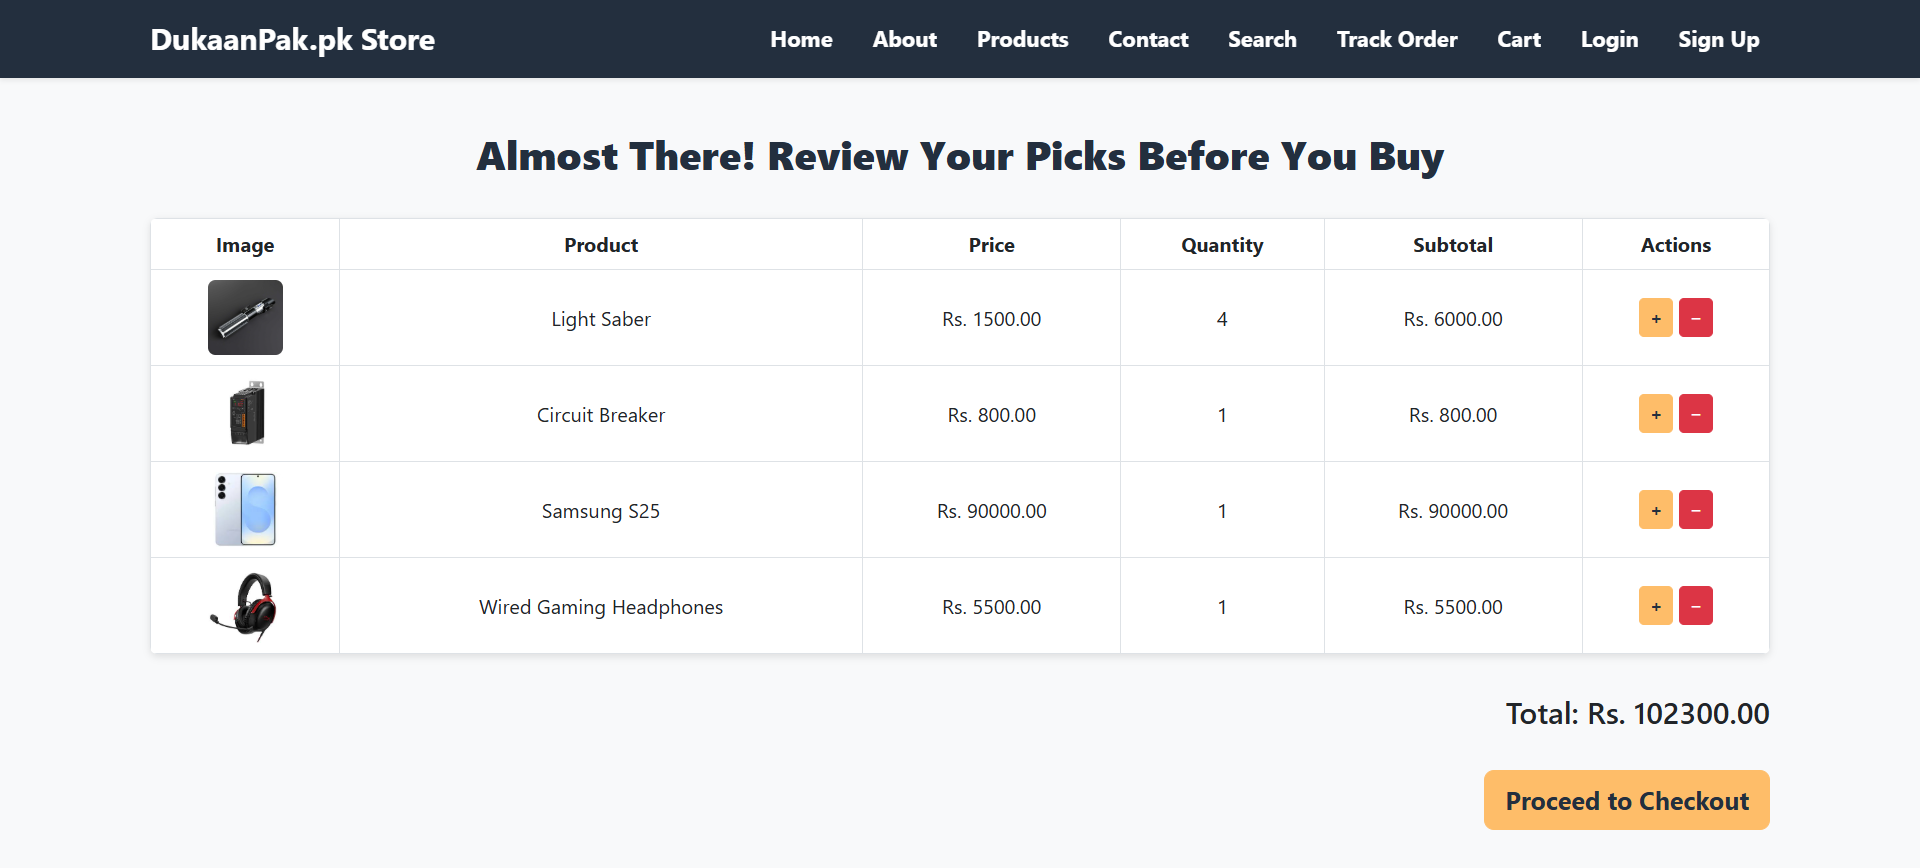 DukaanPak.pk Store Home About Products Contact Search Track Order Cart Login Sign Up
Almost There! Review Your Picks Before You Buy
Image Product Price Quantity Subtotal Actions
Light Saber Rs. 1500.00 4 Rs. 6000.00 + −
Circuit Breaker Rs. 800.00 1 Rs. 800.00 + −
Samsung S25 Rs. 90000.00 1 Rs. 90000.00 + −
Wired Gaming Headphones Rs. 5500.00 1 Rs. 5500.00 + −
Total: Rs. 102300.00
Proceed to Checkout